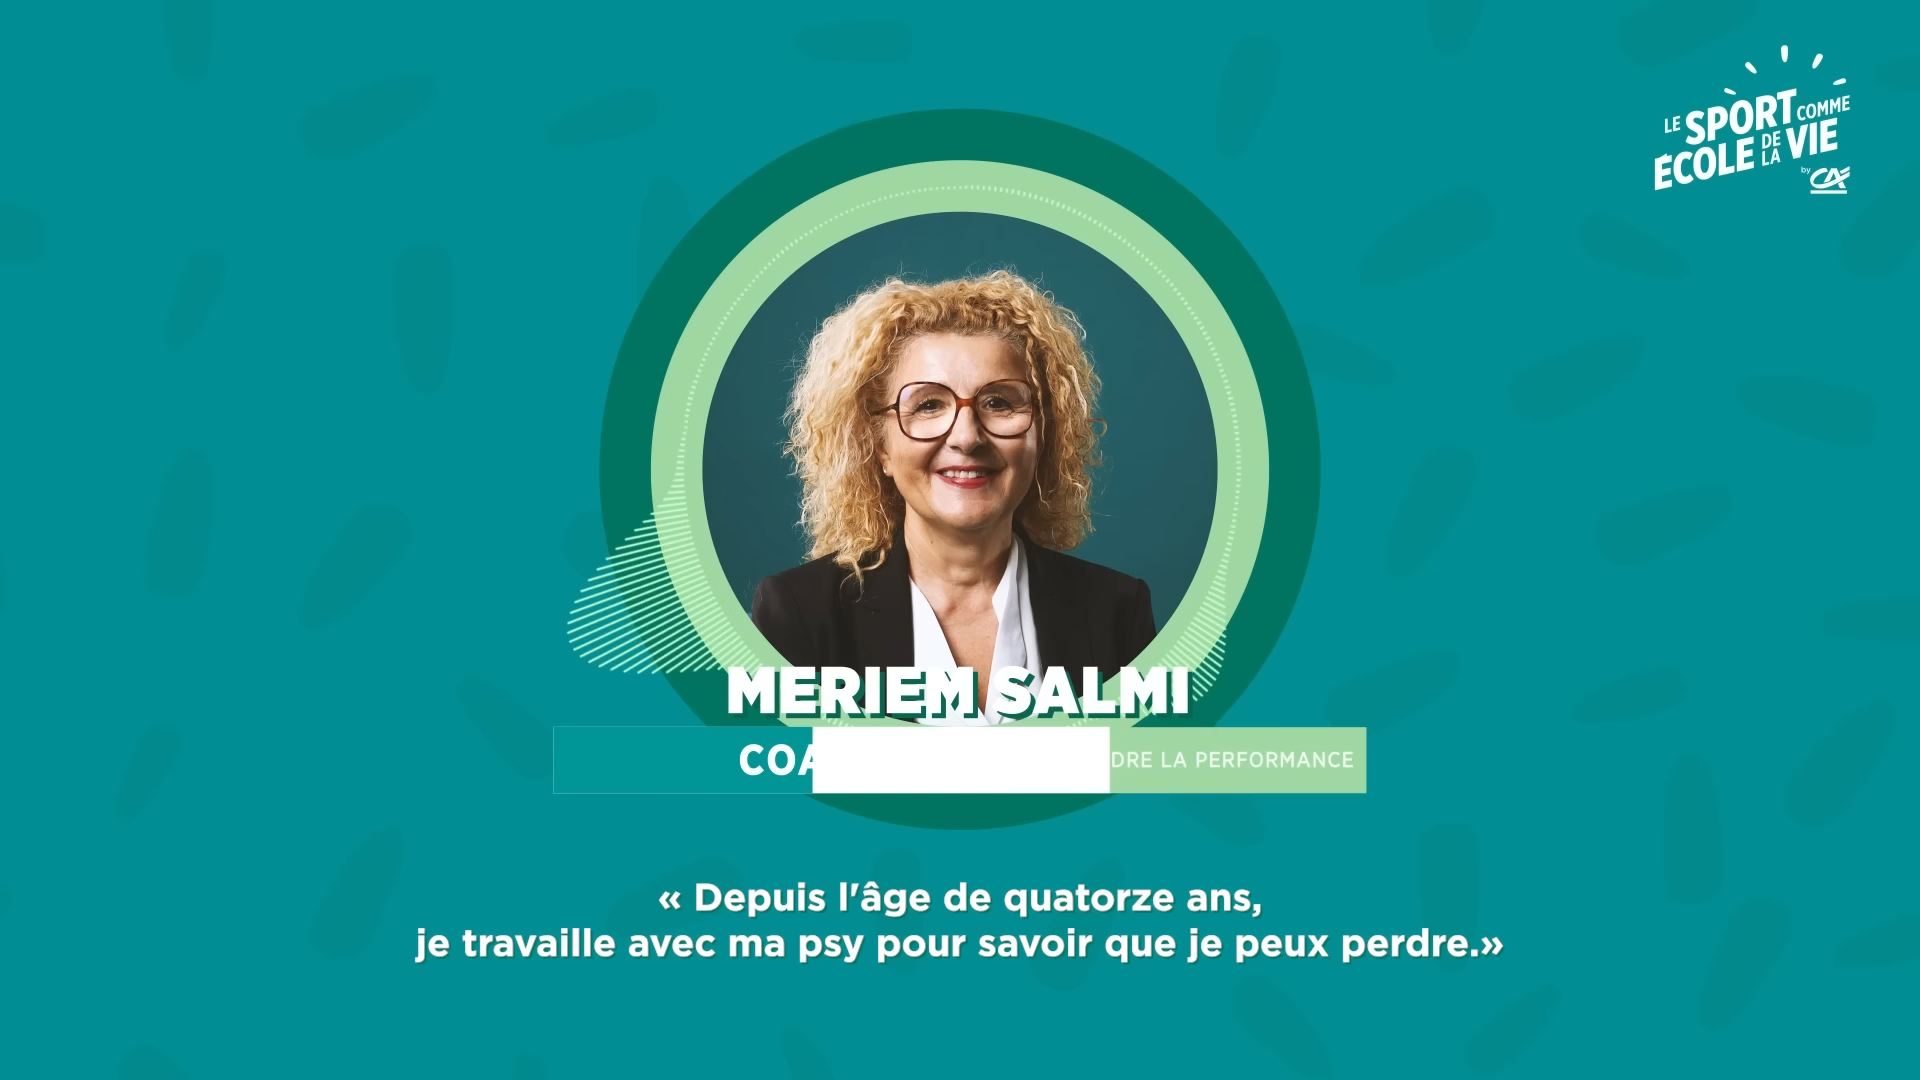 LE SPORT COMME
ÉCOLE DE LA VIE
by CA
MERIEM SALMI
COA
DRE LA PERFORMANCE
« Depuis l'âge de quatorze ans,
je travaille avec ma psy pour savoir que je peux perdre.»